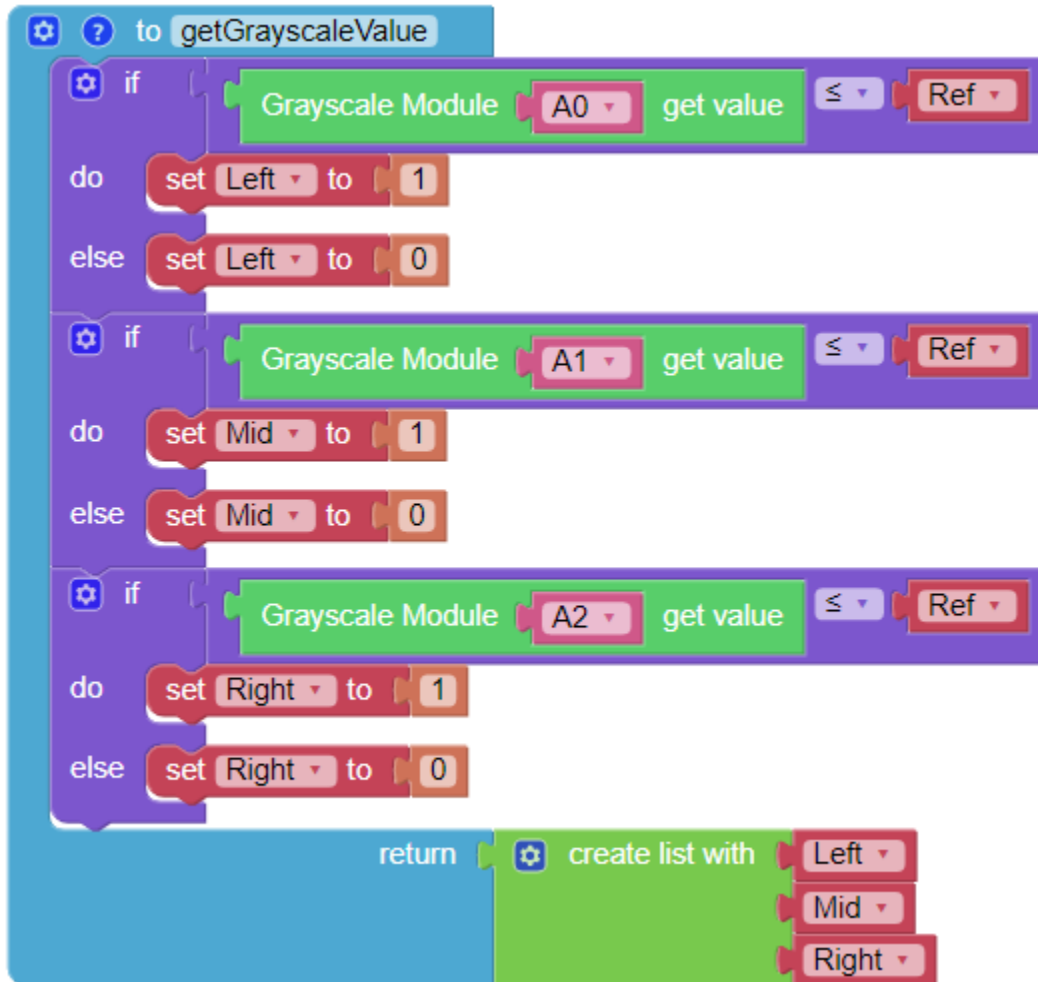 to getGrayscaleValue
if Grayscale Module A0 get value ≤ Ref
do set Left to 1
else set Left to 0
if Grayscale Module A1 get value ≤ Ref
do set Mid to 1
else set Mid to 0
if Grayscale Module A2 get value ≤ Ref
do set Right to 1
else set Right to 0
return create list with Left
Mid
Right